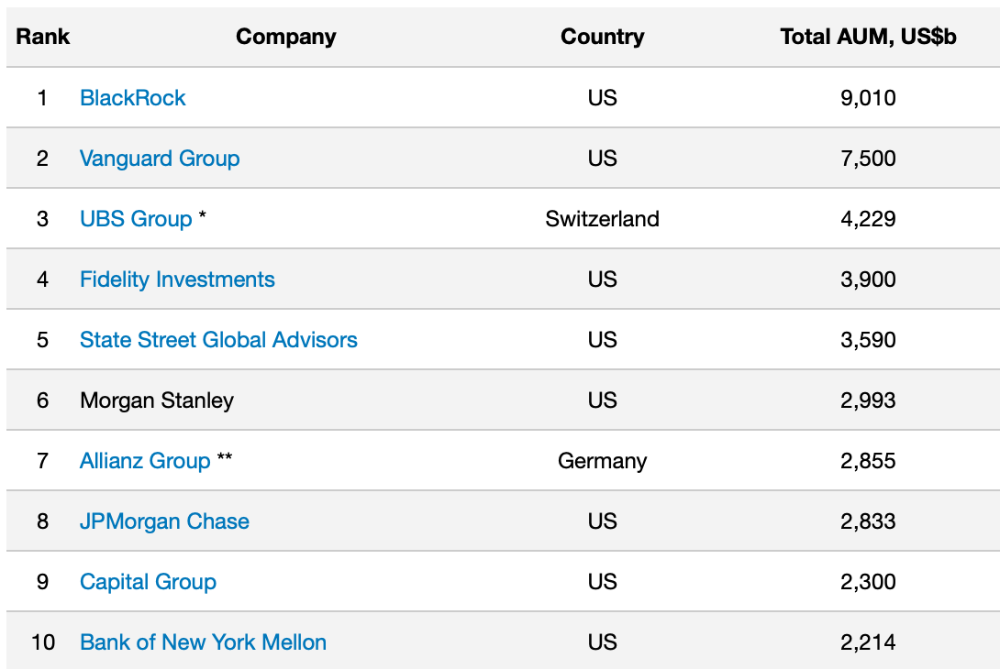 Rank Company Country Total AUM, US$b
1 BlackRock US 9,010
2 Vanguard Group US 7,500
3 UBS Group * Switzerland 4,229
4 Fidelity Investments US 3,900
5 State Street Global Advisors US 3,590
6 Morgan Stanley US 2,993
7 Allianz Group ** Germany 2,855
8 JPMorgan Chase US 2,833
9 Capital Group US 2,300
10 Bank of New York Mellon US 2,214